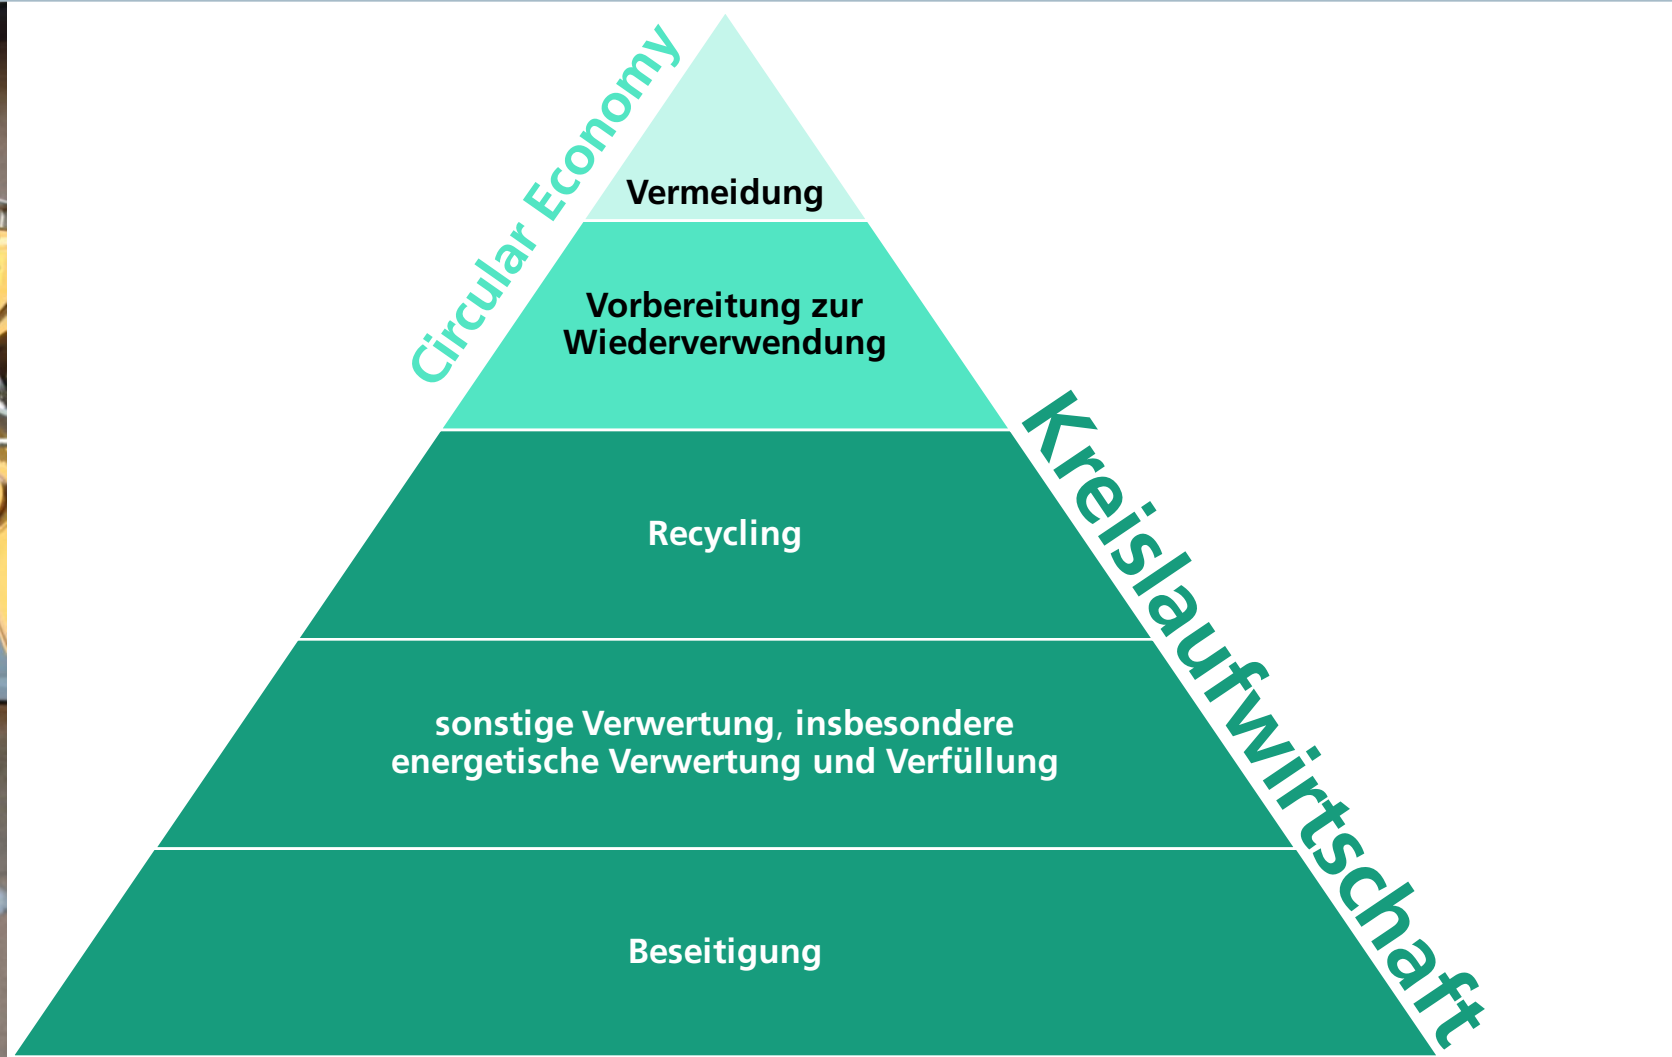 Circular Economy
Vermeidung
Vorbereitung zur
Wiederverwendung
Kreislaufwirtschaft
Recycling
sonstige Verwertung, insbesondere
energetische Verwertung und Verfüllung
Beseitigung